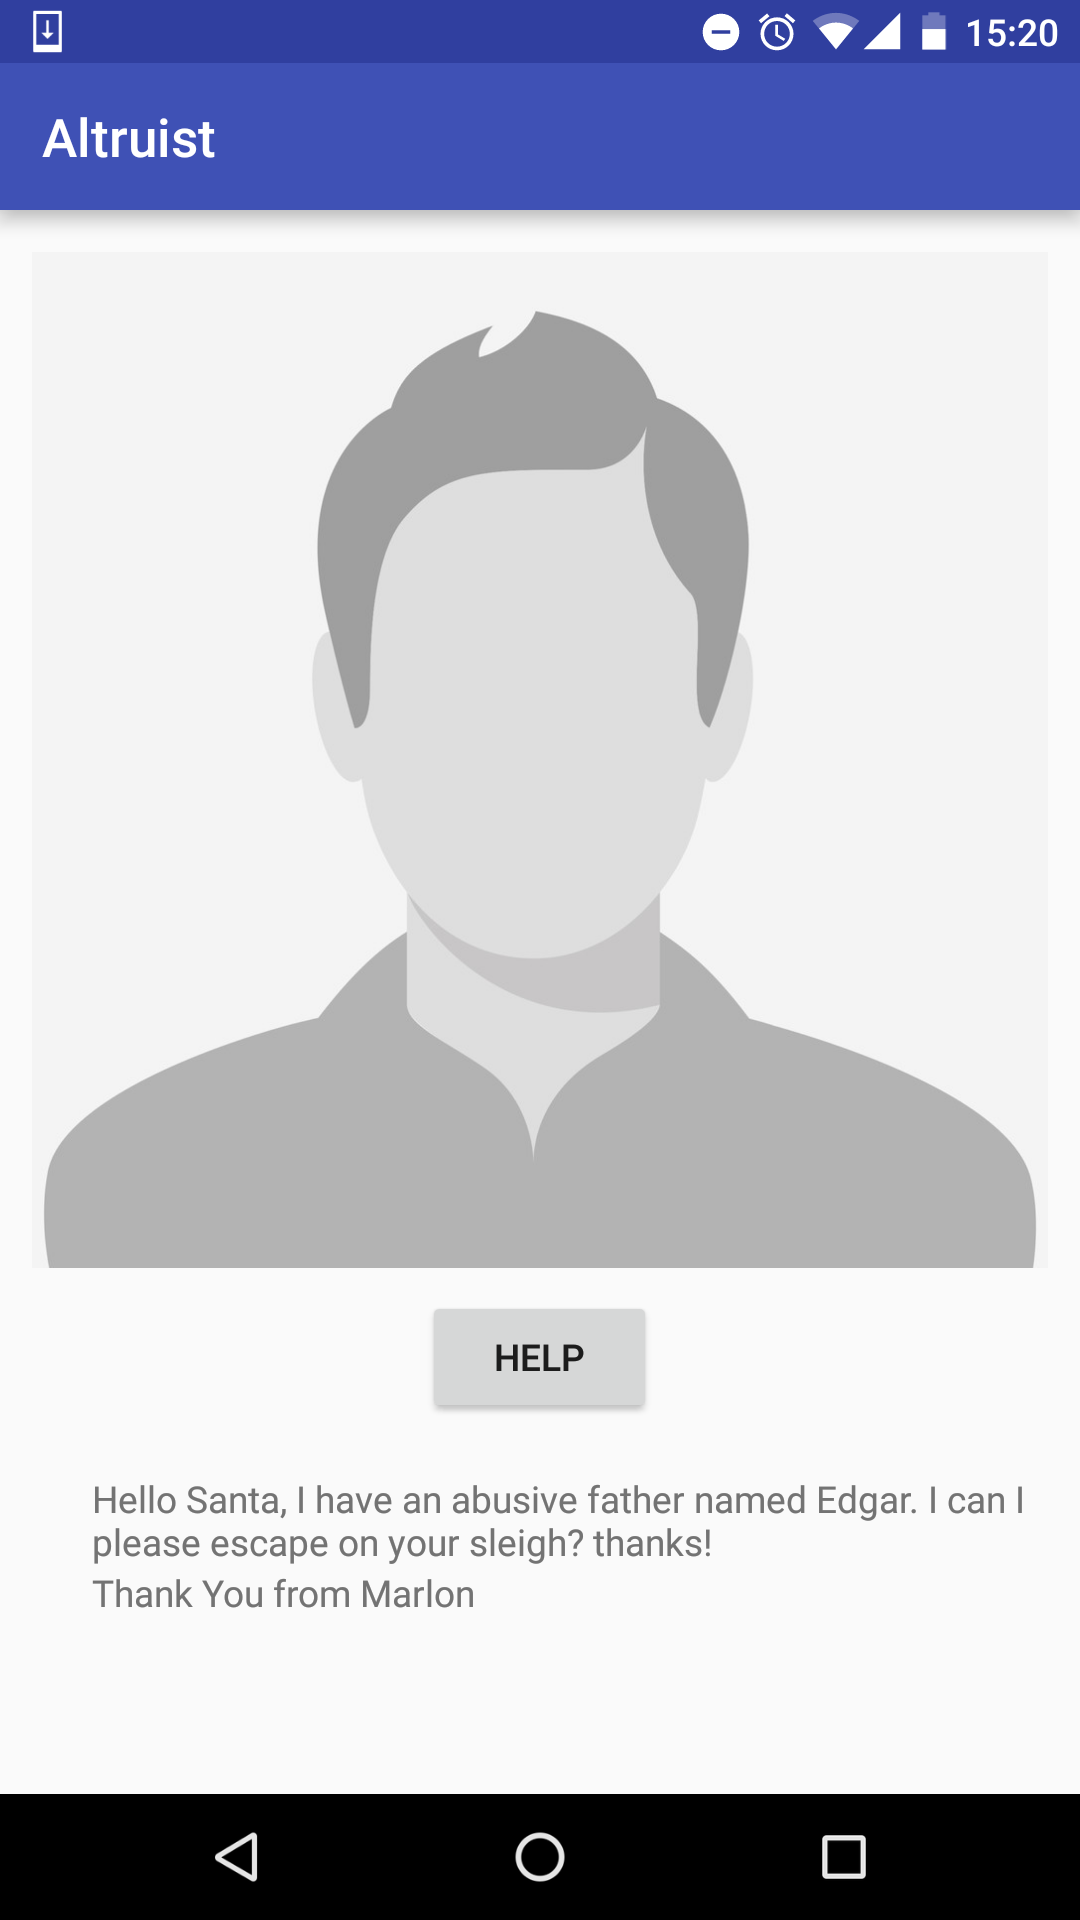 15:20
Altruist
HELP
Hello Santa, I have an abusive father named Edgar. I can I
please escape on your sleigh? thanks!
Thank You from Marlon